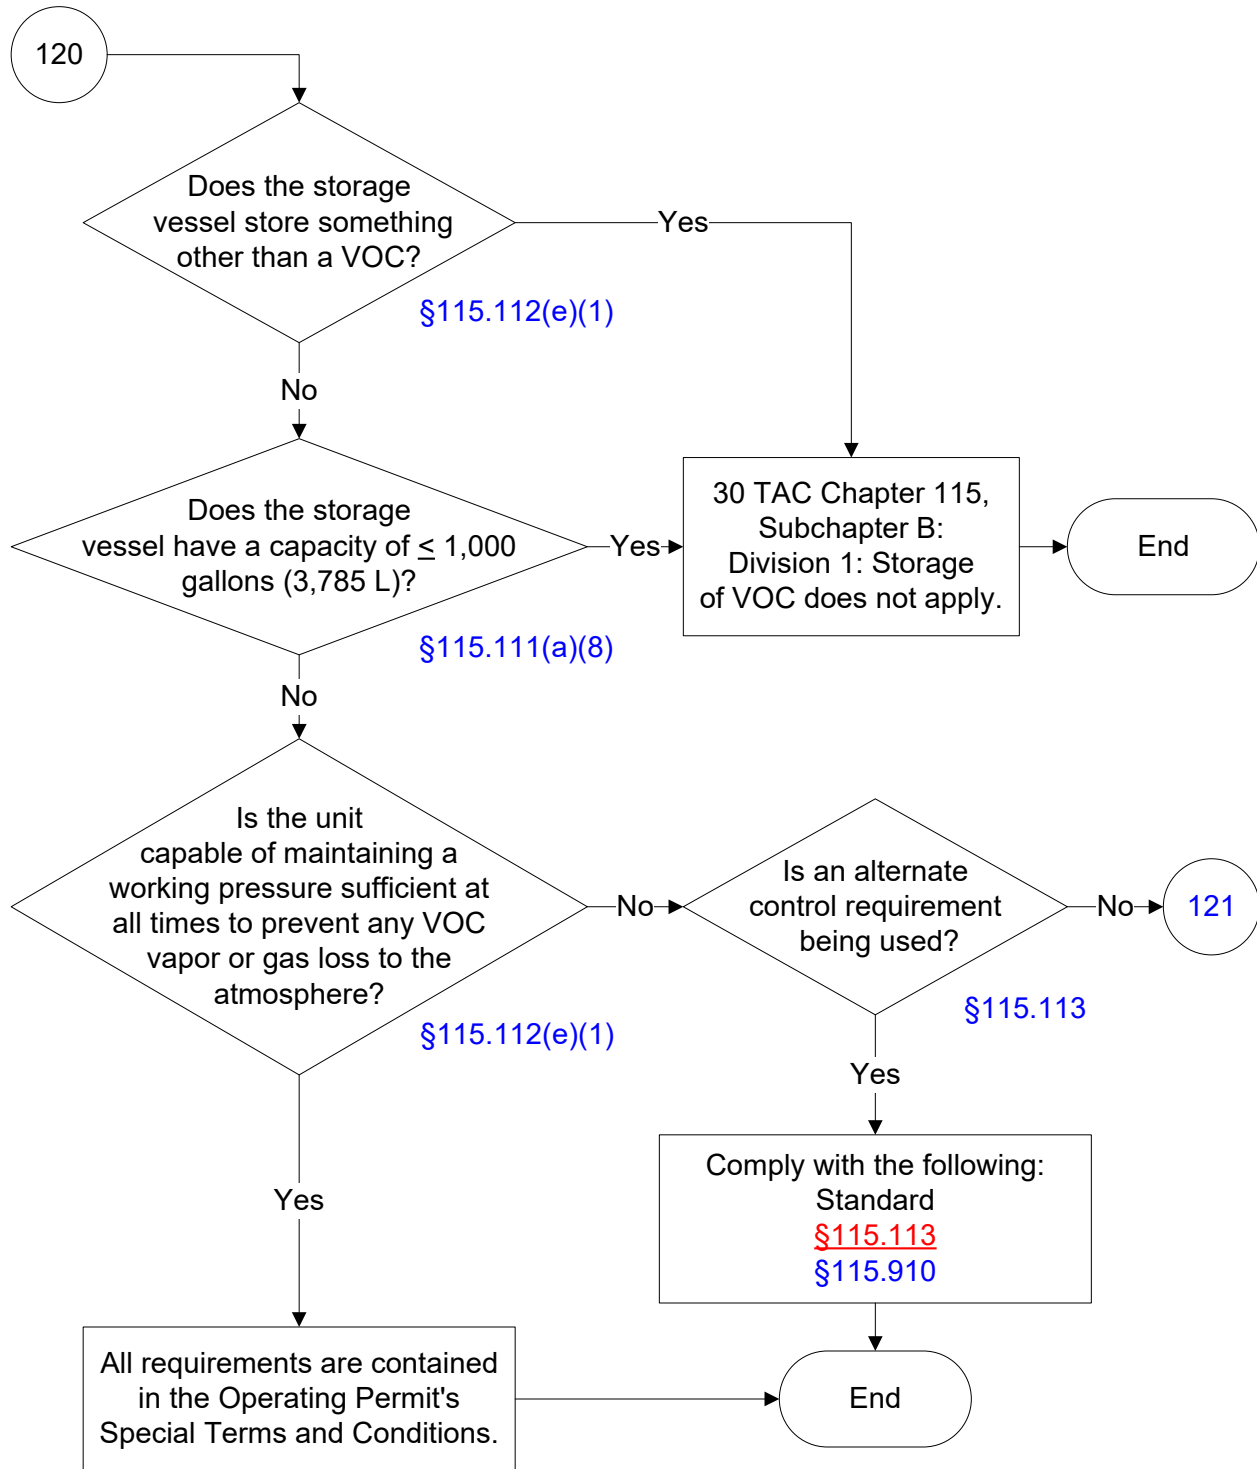 120
Does the storage
vessel store something
other than a VOC?
Yes
§115.112(e)(1)
No
Does the storage
vessel have a capacity of ≤ 1,000
gallons (3,785 L)?
Yes
30 TAC Chapter 115,
Subchapter B:
Division 1: Storage
of VOC does not apply.
End
§115.111(a)(8)
No
Is the unit
capable of maintaining a
working pressure sufficient at
all times to prevent any VOC
vapor or gas loss to the
atmosphere?
No
Is an alternate
control requirement
being used?
No
121
§115.112(e)(1)
§115.113
Yes
Yes
Comply with the following:
Standard
§115.113
§115.910
All requirements are contained
in the Operating Permit's
Special Terms and Conditions.
End